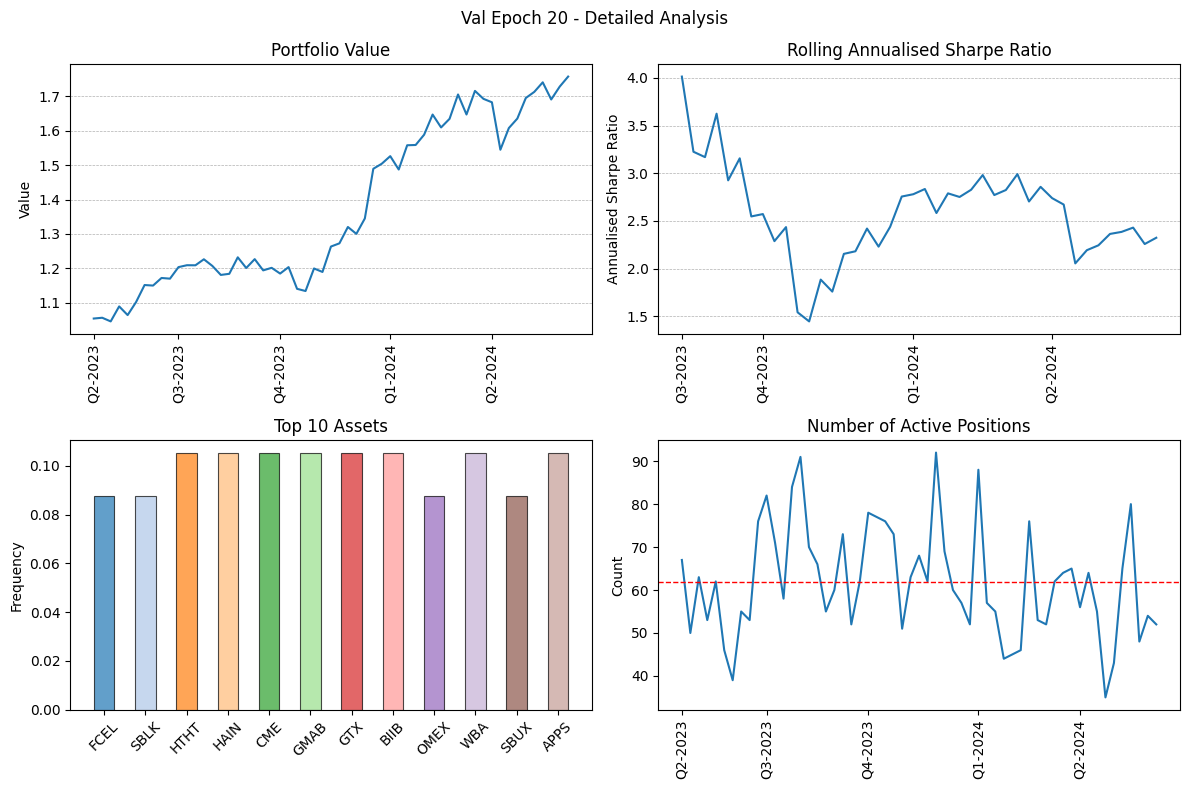 Val Epoch 20 - Detailed Analysis
Portfolio Value
Value
1.7
1.6
1.5
1.4
1.3
1.2
1.1
Q2-2023
Q3-2023
Q4-2023
Q1-2024
Q2-2024
Rolling Annualised Sharpe Ratio
Annualised Sharpe Ratio
4.0
3.5
3.0
2.5
2.0
1.5
Q3-2023
Q4-2023
Q1-2024
Q2-2024
Top 10 Assets
Frequency
0.10
0.08
0.06
0.04
0.02
0.00
FCEL
SBLK
HTHT
HAIN
CME
GMAB
GTX
BIIB
OMEX
WBA
SBUX
APPS
Number of Active Positions
Count
90
80
70
60
50
40
Q2-2023
Q3-2023
Q4-2023
Q1-2024
Q2-2024